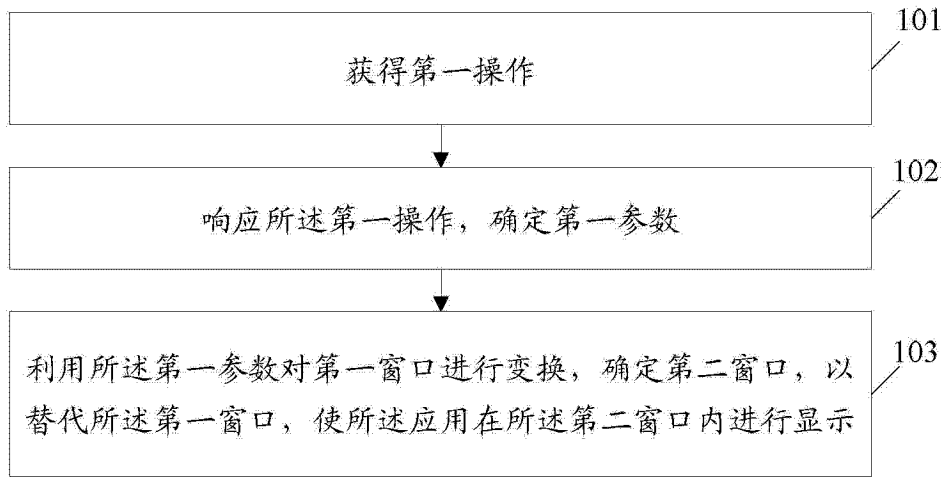 101
获得第一操作
102
响应所述第一操作，确定第一参数
103
利用所述第一参数对第一窗口进行变换，确定第二窗口，以
替代所述第一窗口，使所述应用在所述第二窗口内进行显示